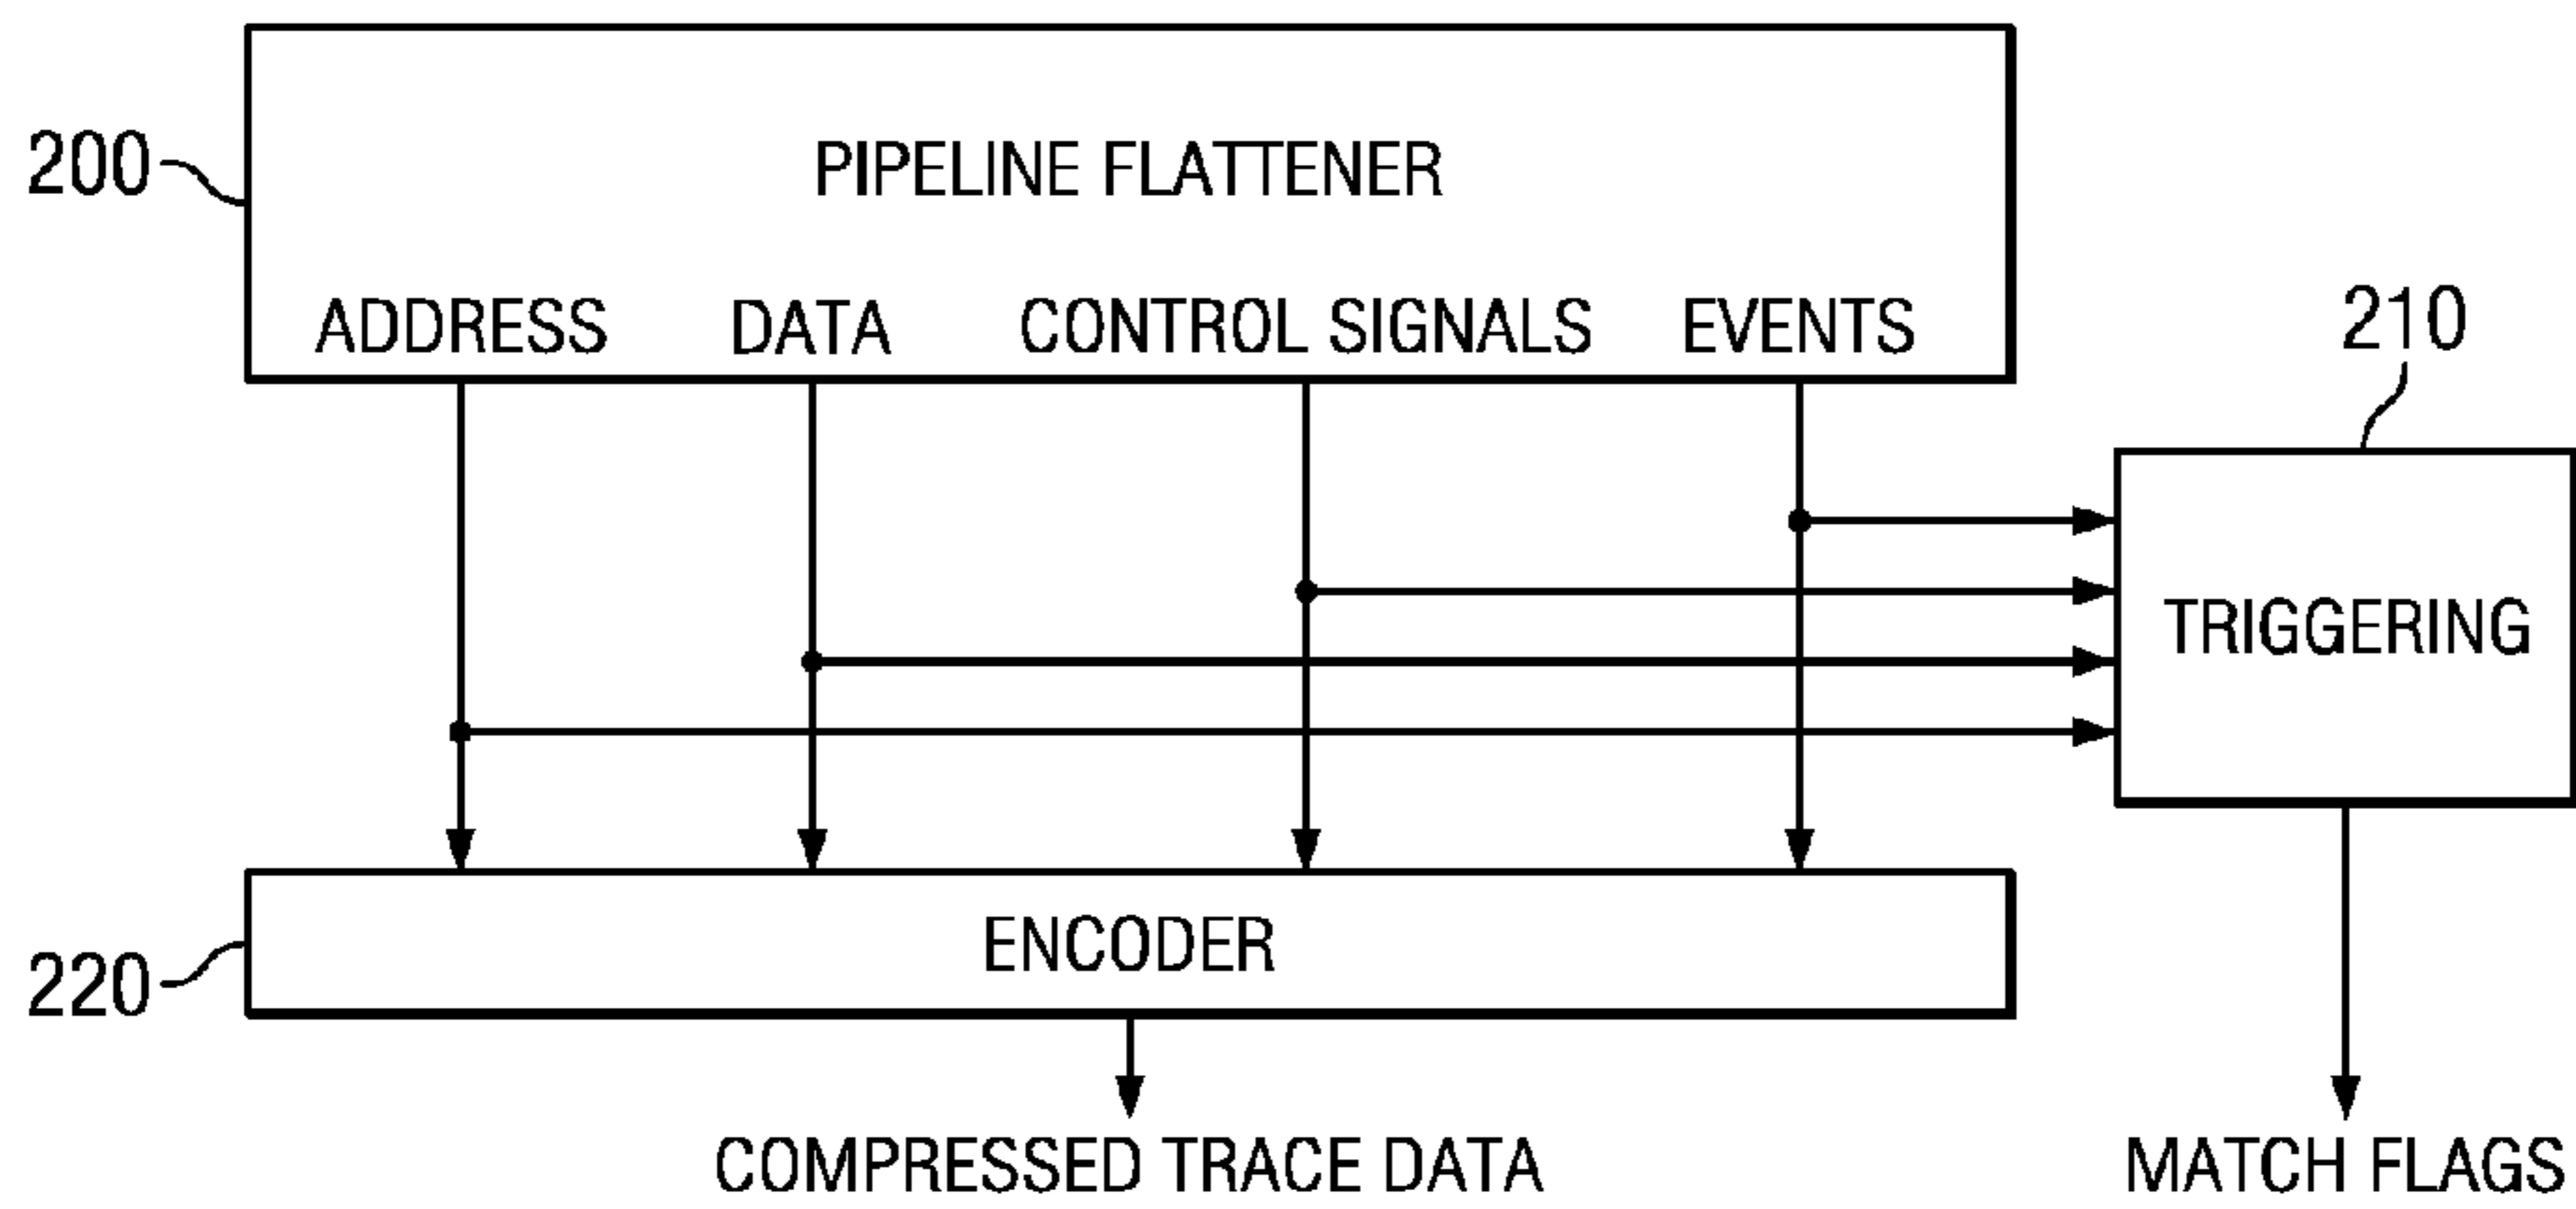 200
PIPELINE FLATTENER
ADDRESS DATA CONTROL SIGNALS EVENTS
210
TRIGGERING
220
ENCODER
COMPRESSED TRACE DATA
MATCH FLAGS